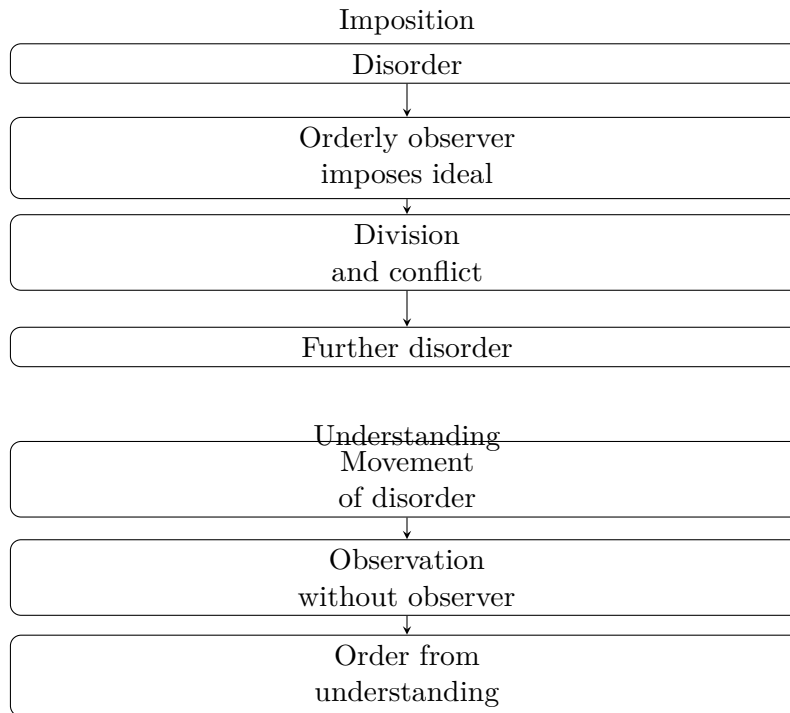 Imposition
Disorder
Orderly observer
imposes ideal
Division
and conflict
Further disorder
Understanding
Movement
of disorder
Observation
without observer
Order from
understanding